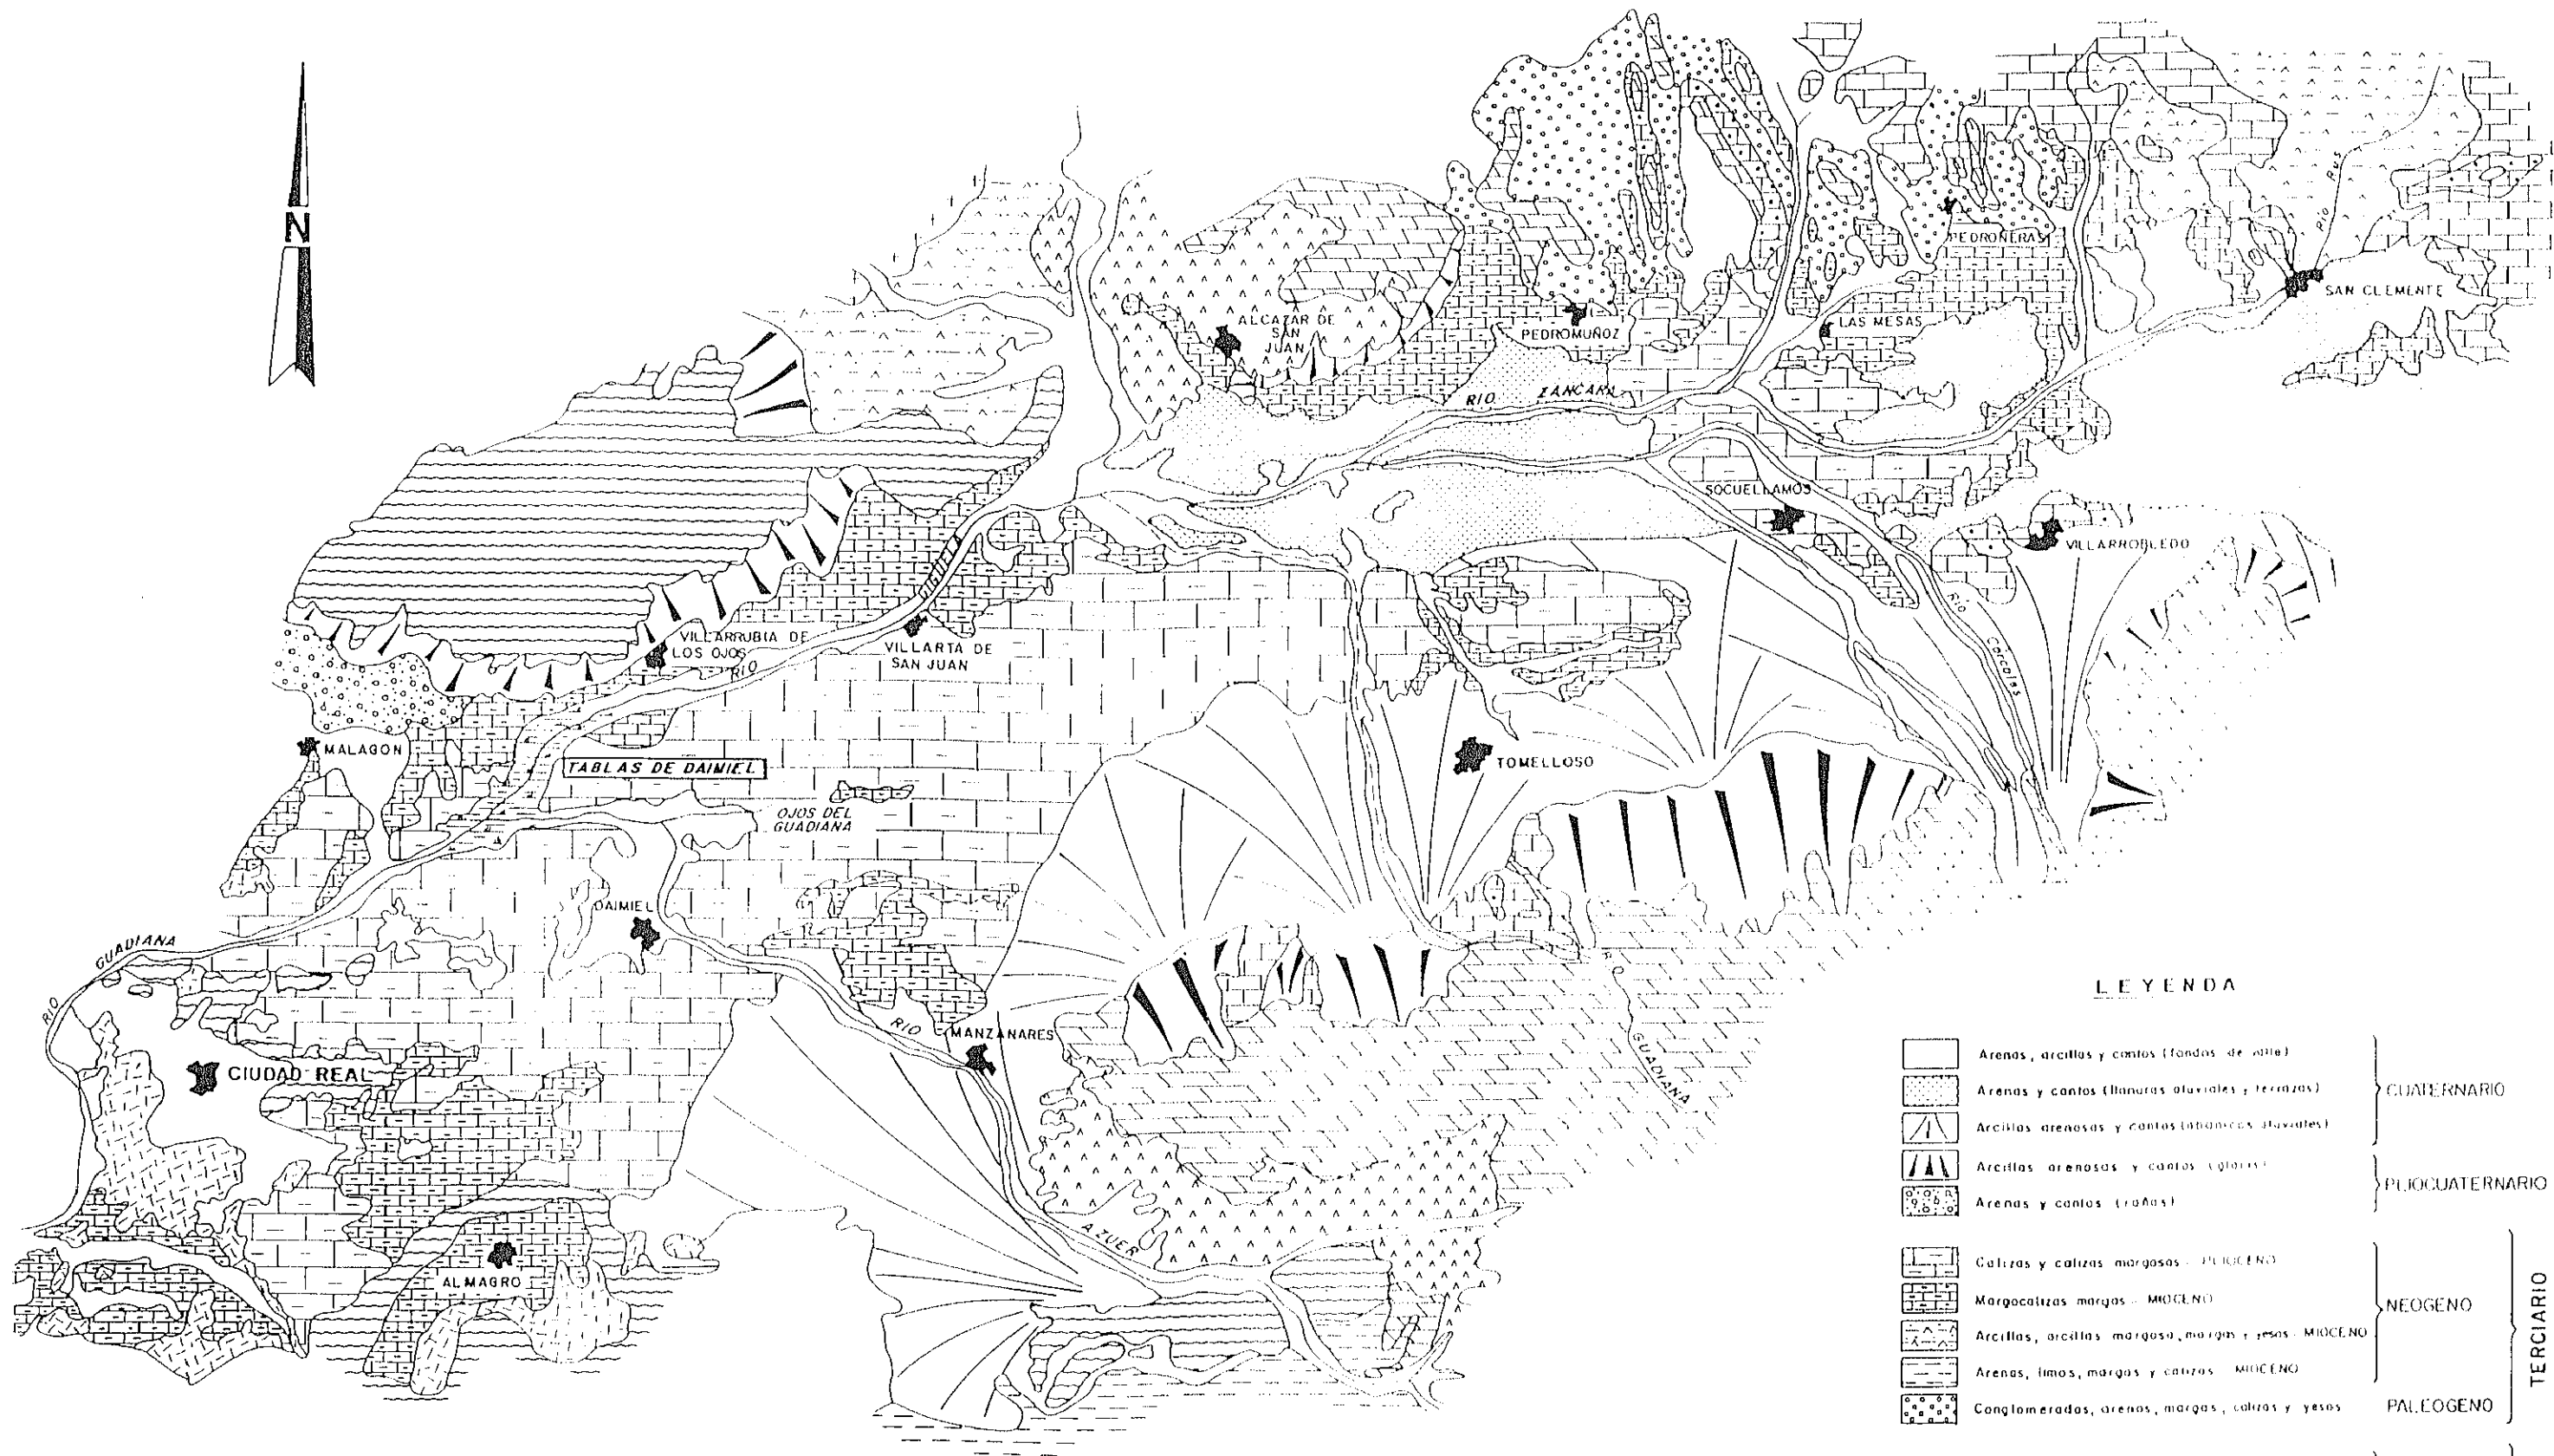 N
RIO RUS
PEDROÑERAS
SAN CLEMENTE
ALCAZAR DE
SAN
JUAN
PEDROMUÑOZ
LAS MESAS
RIO ZANCARA
SOCUELLAMOS
VILLARROBLEDO
RIO Corcoles
VILLARRUBIA DE
LOS OJOS
RIO
GIGUELA
VILLARTA DE
SAN JUAN
MALAGON
TABLAS DE DAIMIEL
TOMELLOSO
OJOS DEL
GUADIANA
DAIMIEL
RIO GUADIANA
RIO
MANZANARES
AZUER
GUADIANA
CIUDAD REAL
ALMAGRO
LEYENDA
Arenas, arcillas y cantos (fondos de valle)
Arenas y cantos (llanuras aluviales y terrazas)
Arcillas arenosas y cantos (abanicos aluviales)
CUATERNARIO
Arcillas arenosas y cantos (glacis)
Arenas y cantos (rañas)
PLIOCUATERNARIO
Calizas y calizas margosas - PLIOCENO
Margocalizas margas - MIOCENO
Arcillas, arcillas margosa, margas y yesos - MIOCENO
Arenas, limos, margas y calizas MIOCENO
NEOGENO
Conglomerados, arenas, margas, calizas y yesos
PALEOGENO
TERCIARIO